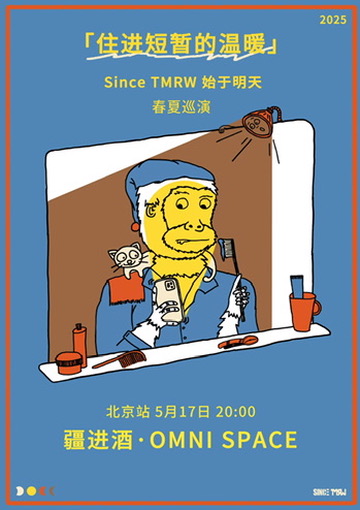 2025
「住进短暂的温暖」
Since TMRW 始于明天
春夏巡演
北京站 5月17日 20:00
疆进酒·OMNI SPACE
SINCE TMRW